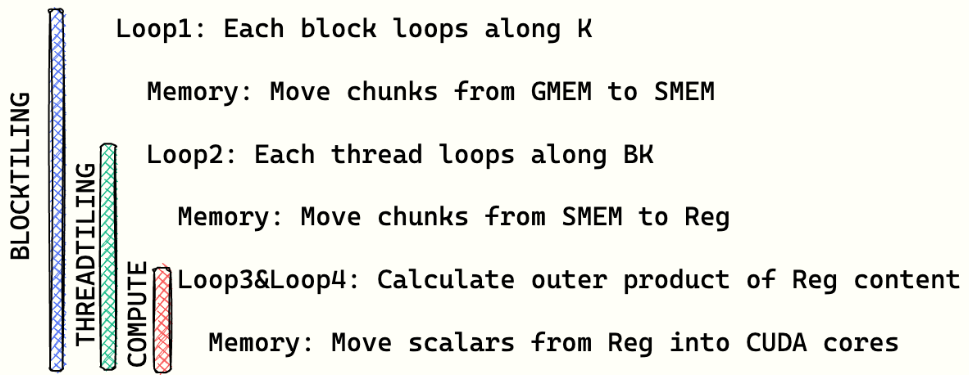 Loop1: Each block loops along K
Memory: Move chunks from GMEM to SMEM
Loop2: Each thread loops along BK
Memory: Move chunks from SMEM to Reg
Loop3&Loop4: Calculate outer product of Reg content
Memory: Move scalars from Reg into CUDA cores
BLOCKTILING
THREADTILING
COMPUTE